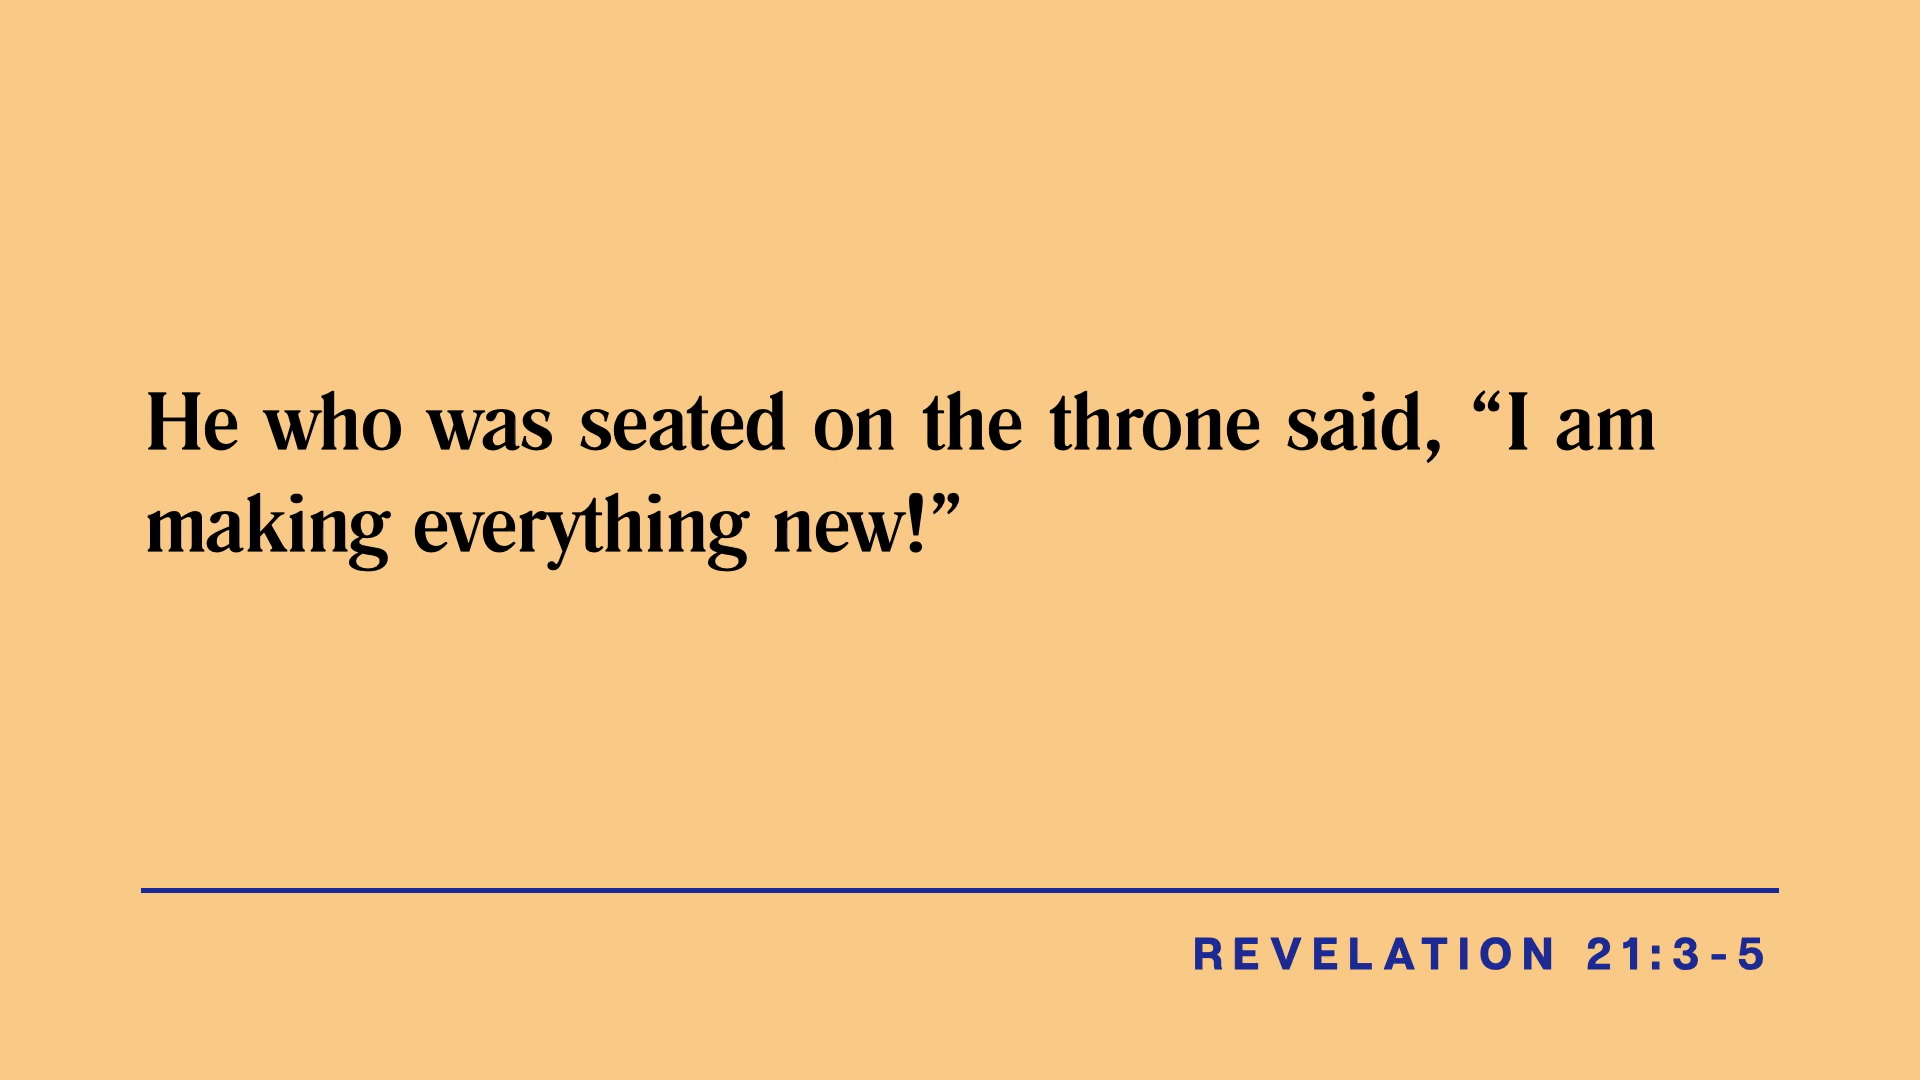 He who was seated on the throne said, “I am
making everything new!”
REVELATION 21:3-5